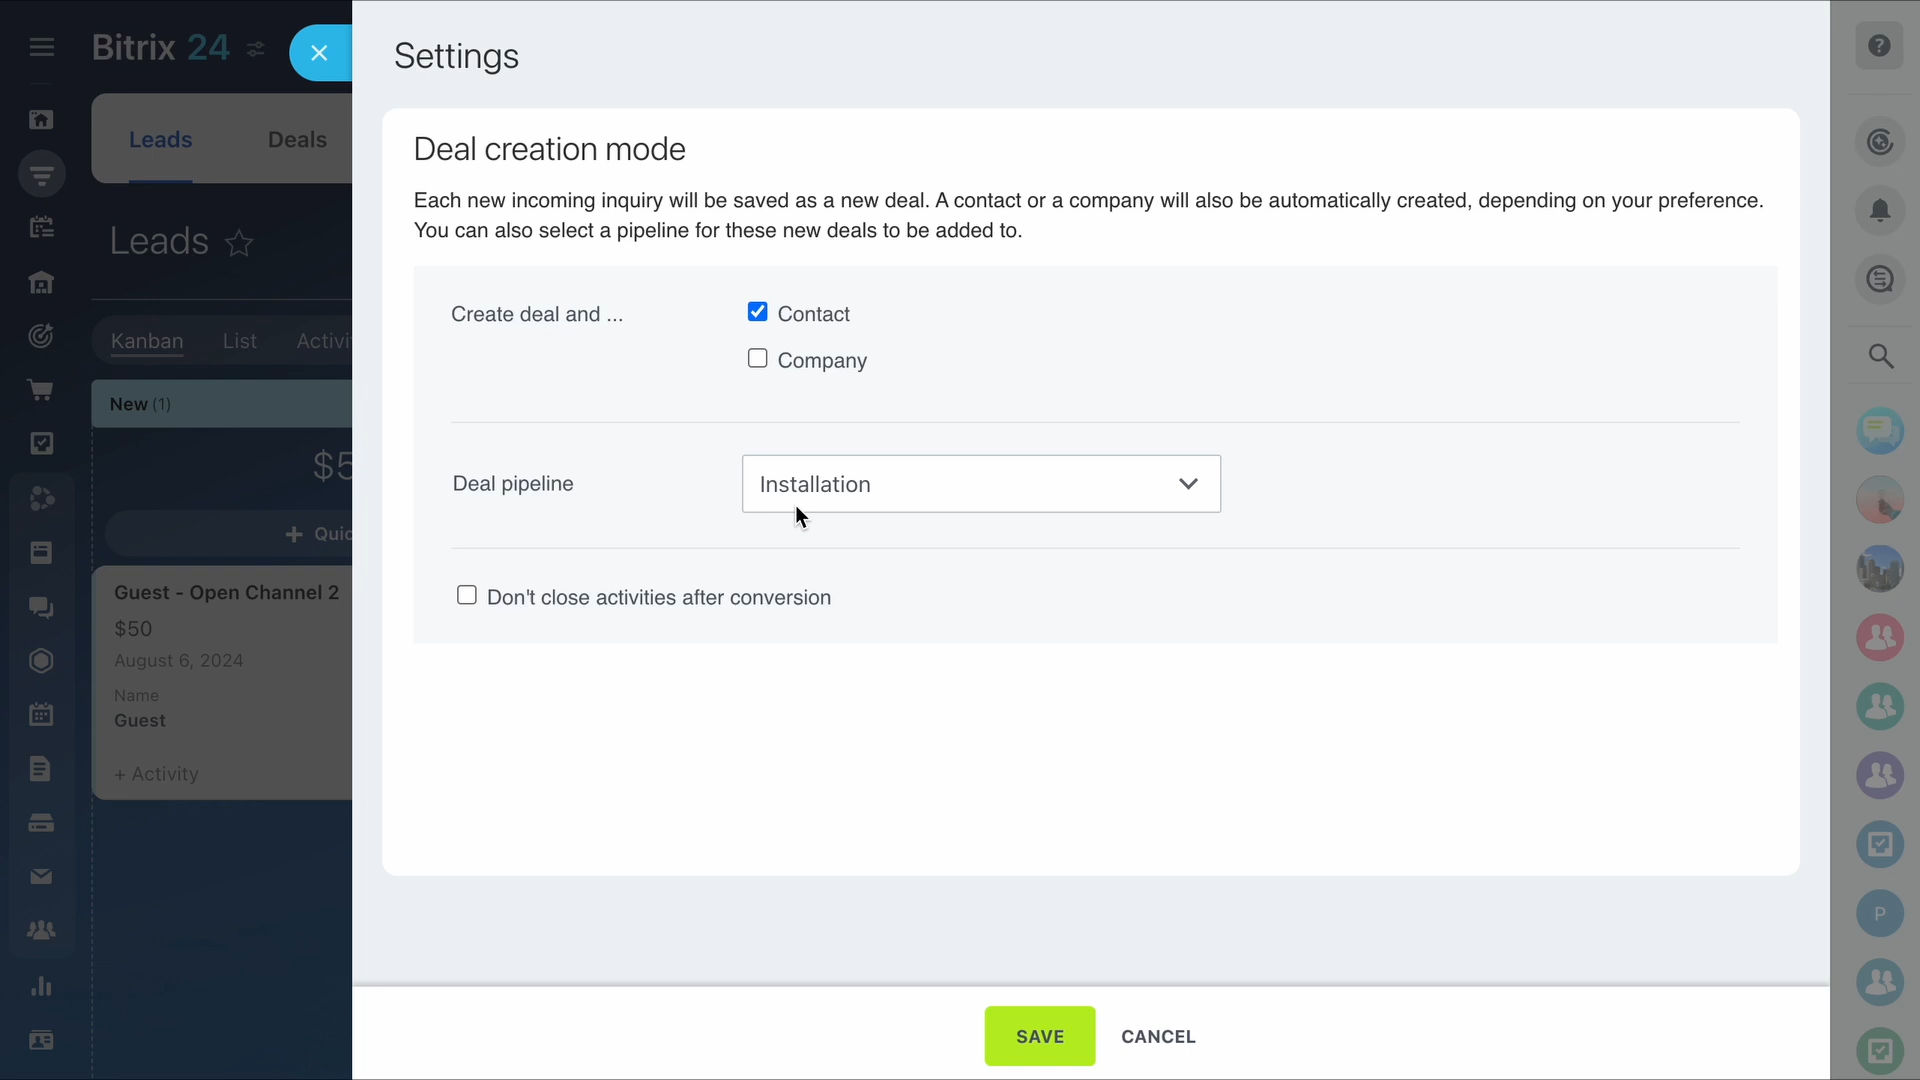 Bitrix 24
Leads
Deals
Leads
Kanban
List
New (1)
August 6, 2024
Guest - Open Channel 2
$50
Name
Guest
+ Activity
Settings
Deal creation mode
Each new incoming inquiry will be saved as a new deal. A contact or a company will also be automatically created, depending on your preference.
You can also select a pipeline for these new deals to be added to.
Create deal and ...
Contact
Company
Deal pipeline
Installation
Don't close activities after conversion
SAVE
CANCEL
P